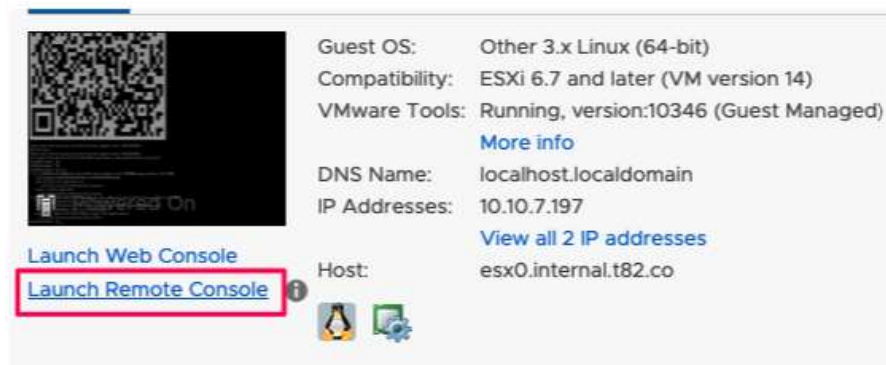 Guest OS: Other 3.x Linux (64-bit)
Compatibility: ESXi 6.7 and later (VM version 14)
VMware Tools: Running, version:10346 (Guest Managed)
More info
DNS Name: localhost.localdomain
IP Addresses: 10.10.7.197
View all 2 IP addresses
Host: esx0.internal.t82.co
Powered On
Launch Web Console
Launch Remote Console